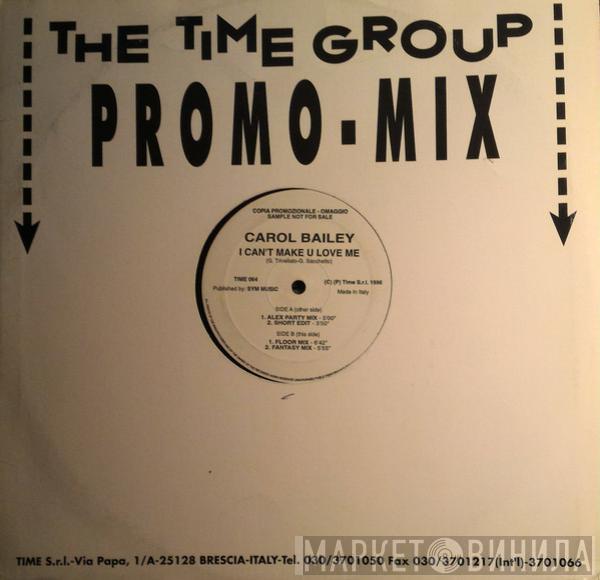 THE TIME GROUP
PROMO-MIX
COPIA PROMOZIONALE - OMAGGIO
SAMPLE NOT FOR SALE
CAROL BAILEY
I CAN'T MAKE U LOVE ME
(G. Trivellato-G. Sacchetto)
TIME 064
(C) (P) Time S.r.l. 1996
Published by: SYM MUSIC
Made in Italy
SIDE A (other side)
1. ALEX PARTY MIX - 5'00"
2. SHORT EDIT - 3'50"
SIDE B (this side)
1. FLOOR MIX - 6'42"
2. FANTASY MIX - 5'55"
TIME S.r.l.-Via Papa, 1/A-25128 BRESCIA-ITALY-Tel. 030/3701050 Fax 030/3701217(Int'l)-3701066
МАРКЕТ ВИНИЛА